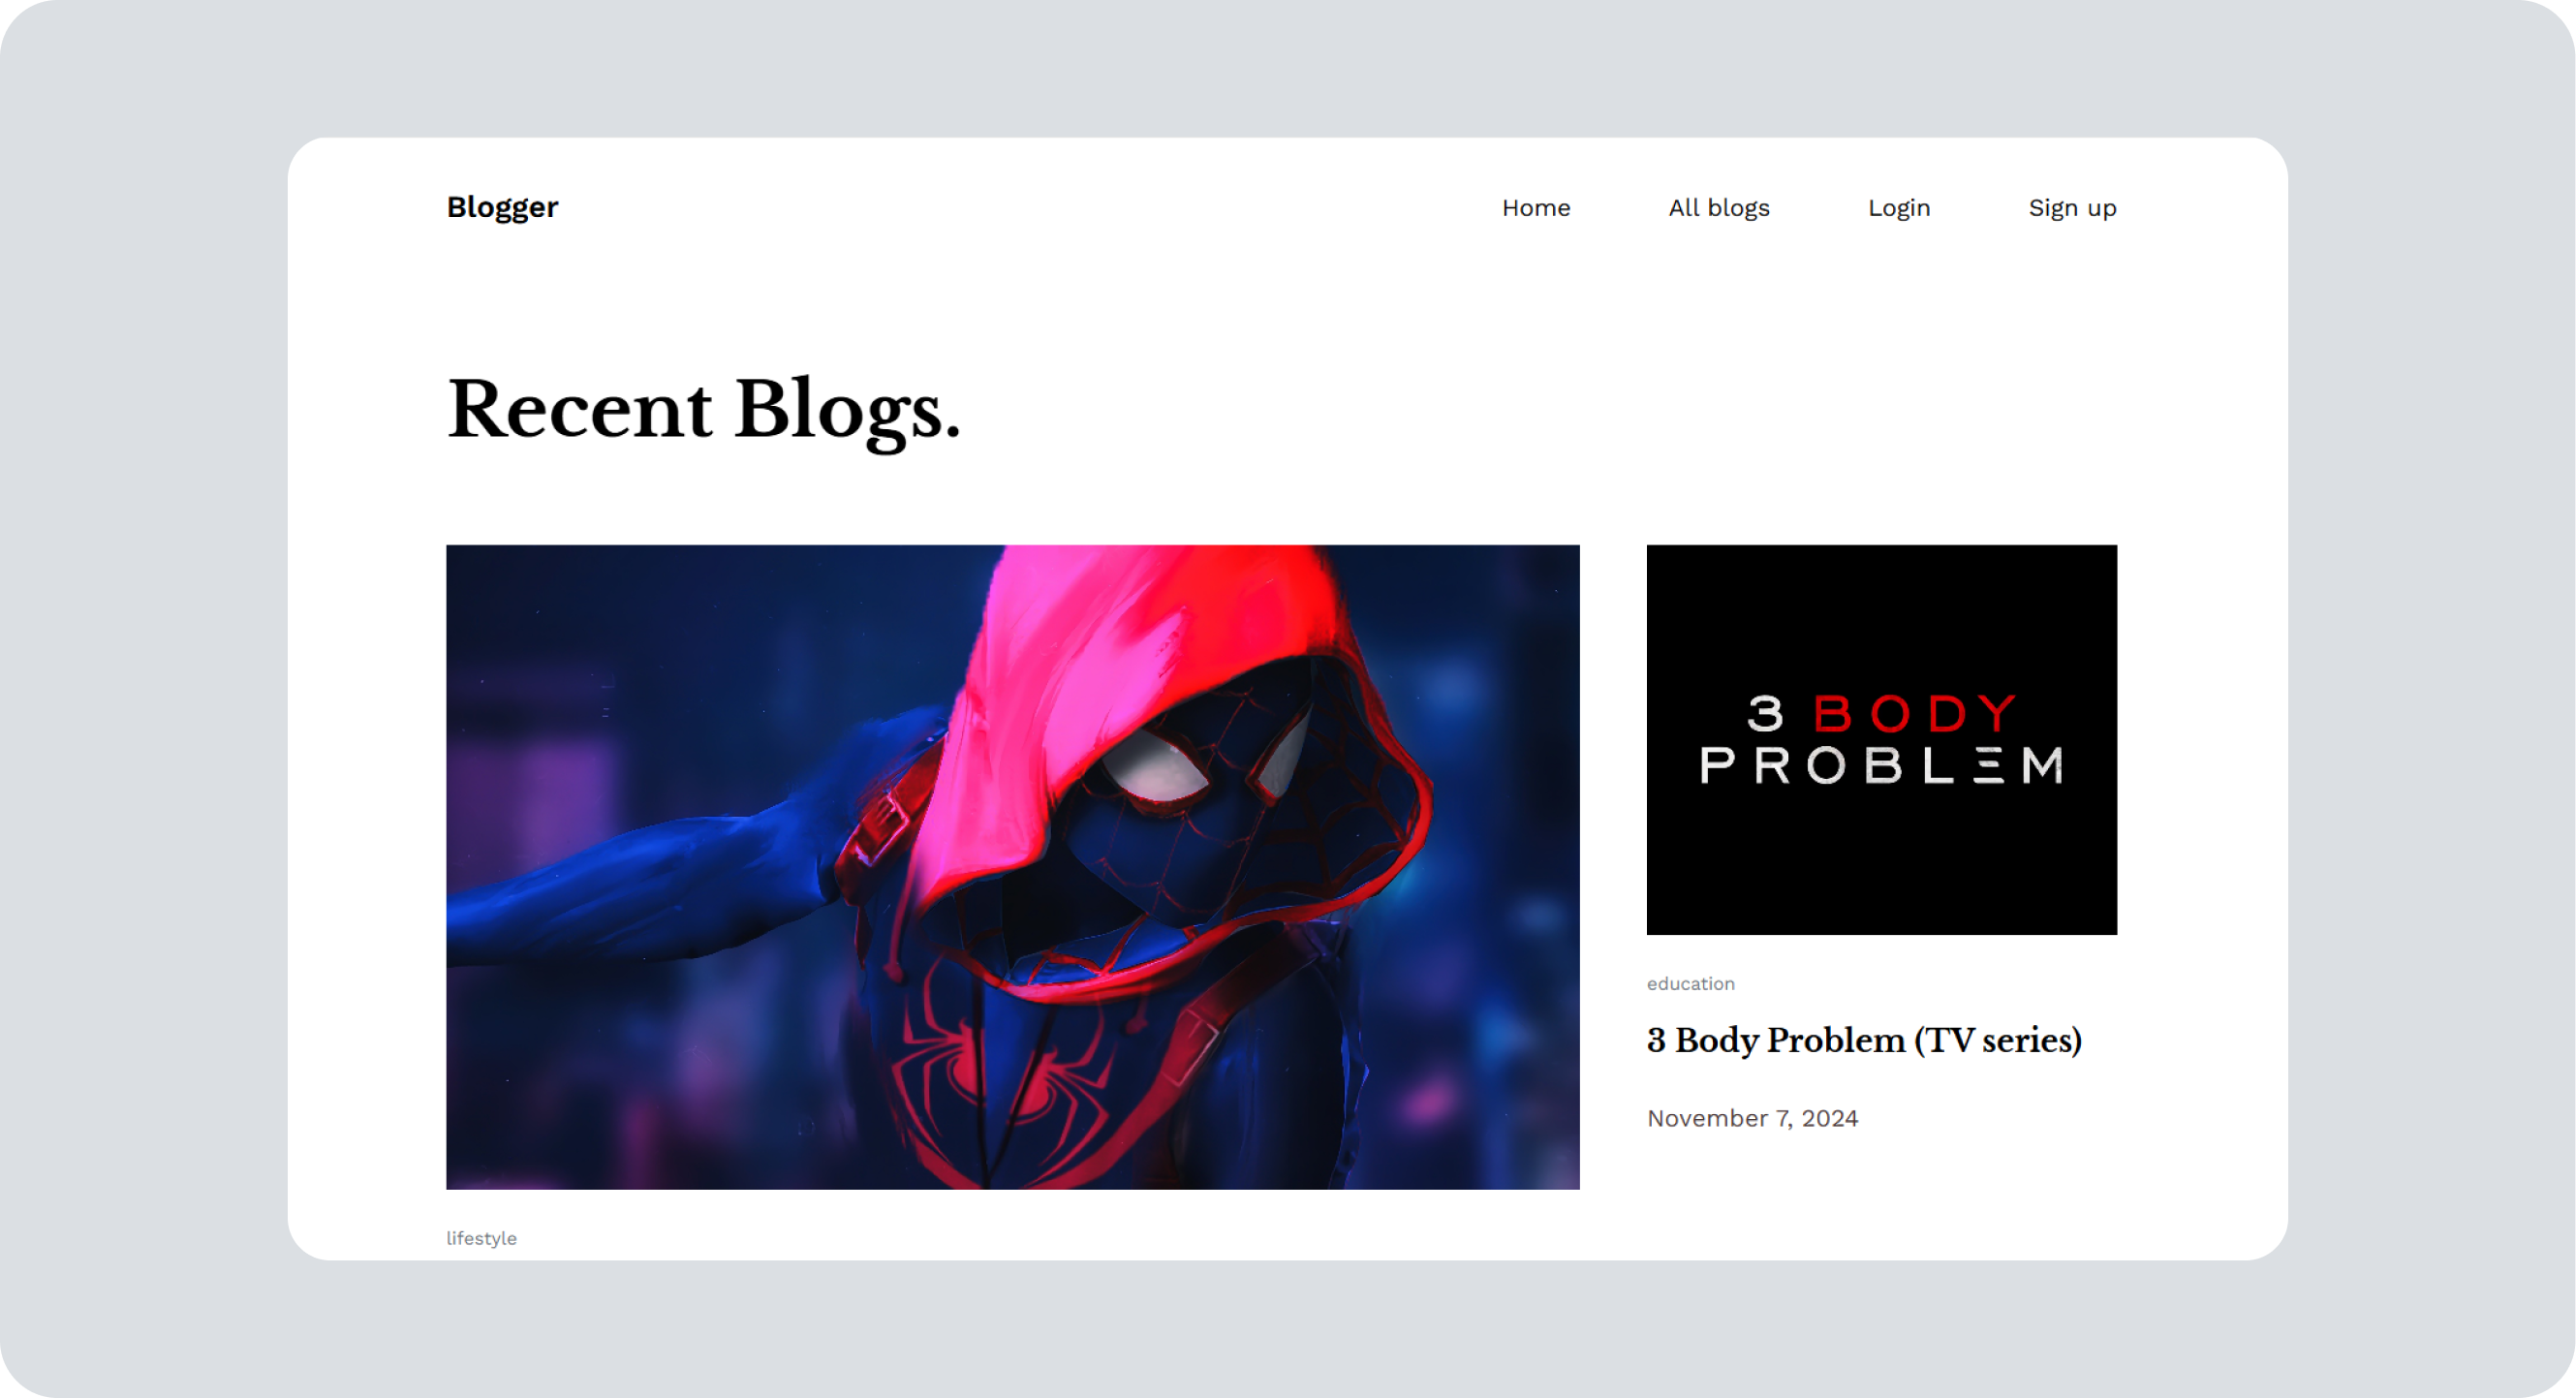 Blogger
Home
All blogs
Login
Sign up
Recent Blogs.
3 BODY
PROBLEM
education
3 Body Problem (TV series)
November 7, 2024
lifestyle